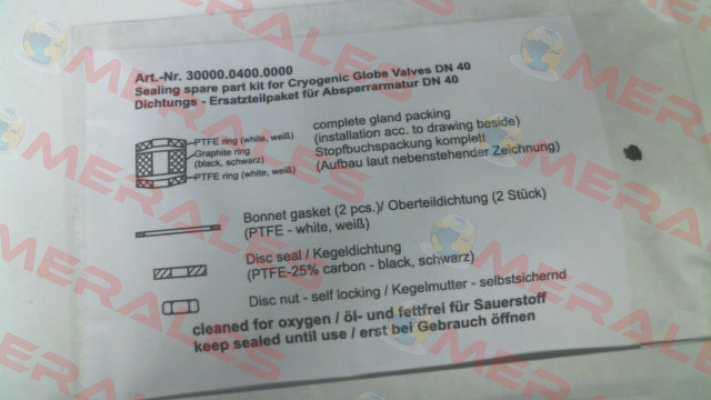 Art.-Nr. 30000.0400.0000
Sealing spare part kit for Cryogenic Globe Valves DN 40
Dichtungs - Ersatzteilpaket für Absperrarmatur DN 40
PTFE ring (white, weiß)
Graphite ring
(black, schwarz)
PTFE ring (white, weiß)
complete gland packing
(installation acc. to drawing beside)
Stopfbuchspackung komplett
(Aufbau laut nebenstehender Zeichnung)
Bonnet gasket (2 pcs.)/ Oberteildichtung (2 Stück)
(PTFE - white, weiß)
Disc seal / Kegeldichtung
(PTFE-25% carbon - black, schwarz)
Disc nut - self locking / Kegelmutter - selbstsichernd
cleaned for oxygen / öl- und fettfrei für Sauerstoff
keep sealed until use / erst bei Gebrauch öffnen
MERALES
MERALES
MERALES
MERALES